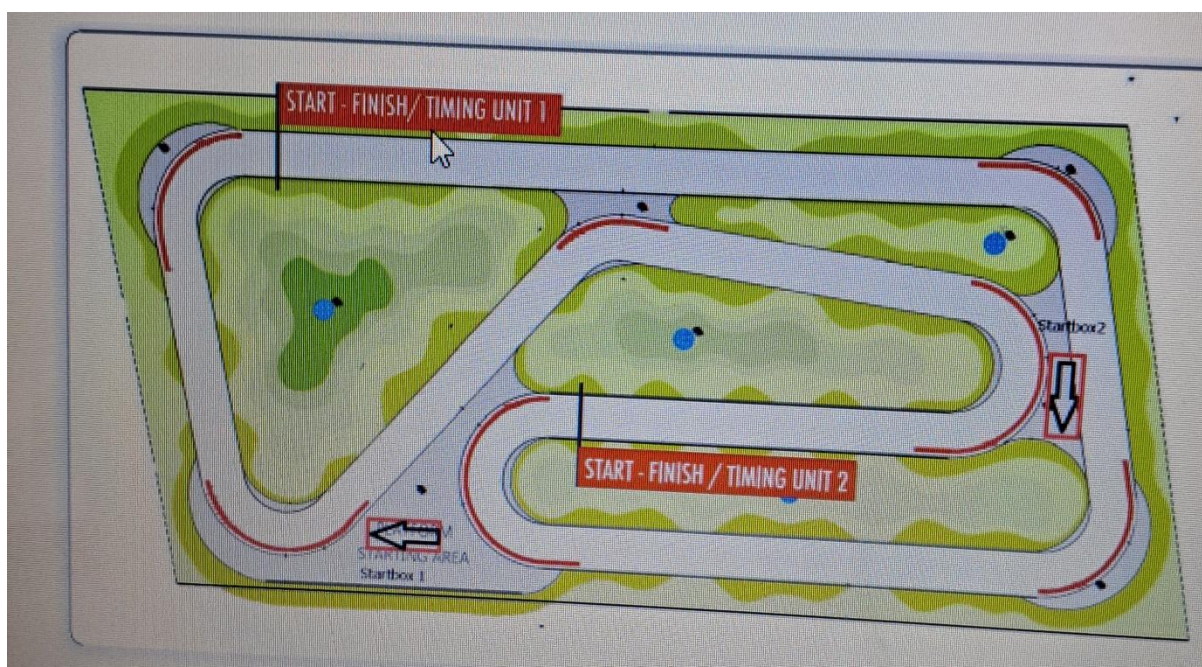 START - FINISH/ TIMING UNIT 1
Startbox2
START - FINISH / TIMING UNIT 2
STARTING AREA
Startbox 1